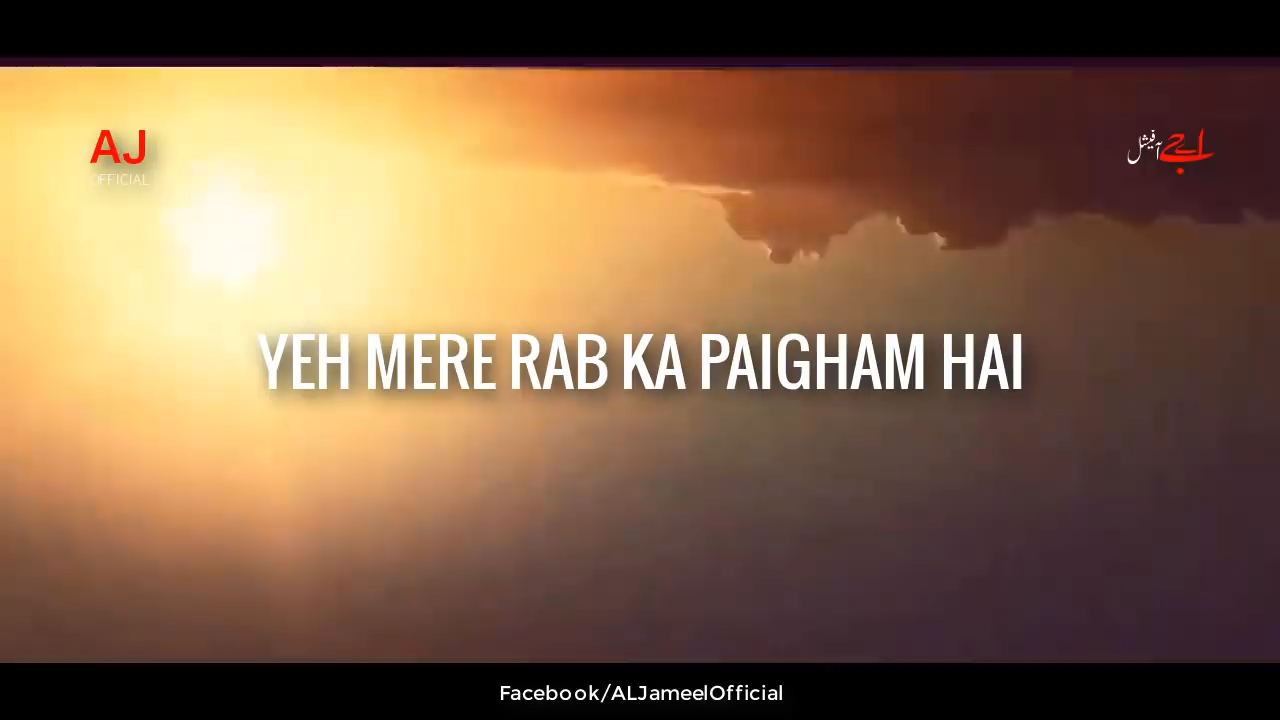 AJ
OFFICIAL
اے جے آفیشل
YEH MERE RAB KA PAIGHAM HAI
Facebook/ALJameelOfficial